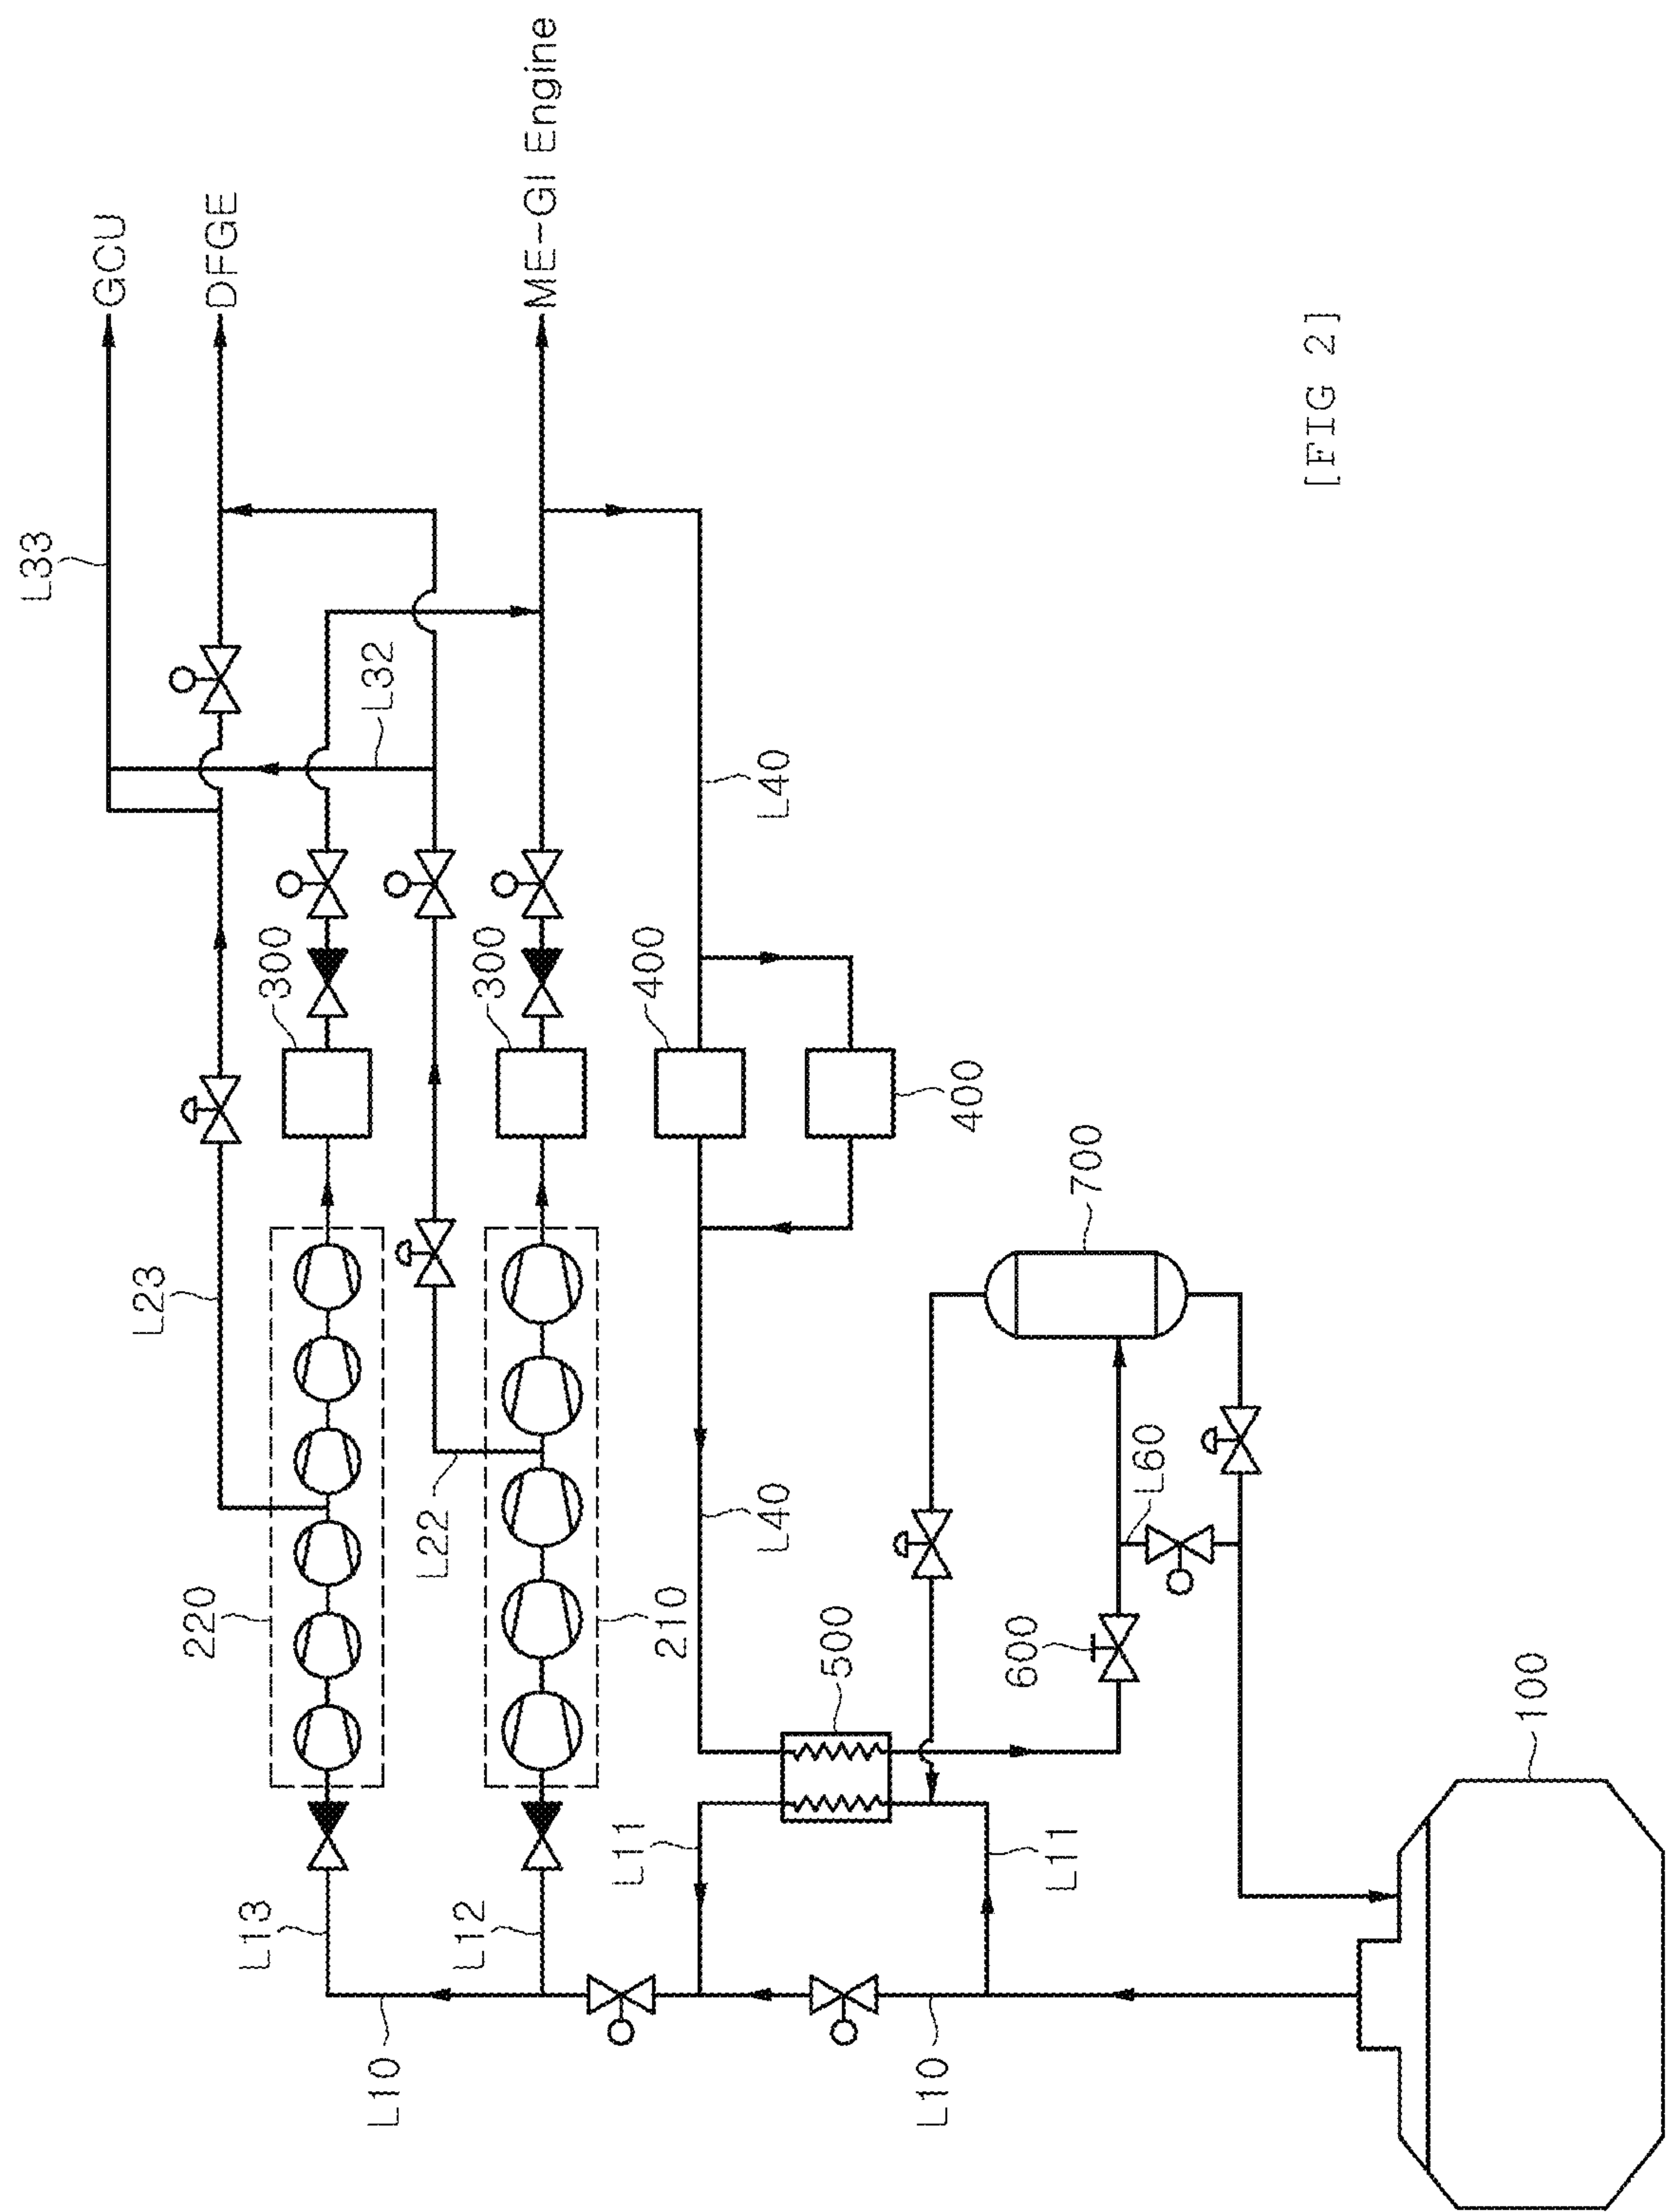 GCU
DFGE
ME-GI Engine
L33
L32
L40
300
300
400
400
L23
L22
220
210
L40
700
L60
600
500
L11
L11
L13
L12
L10
L10
100
[FIG 2]